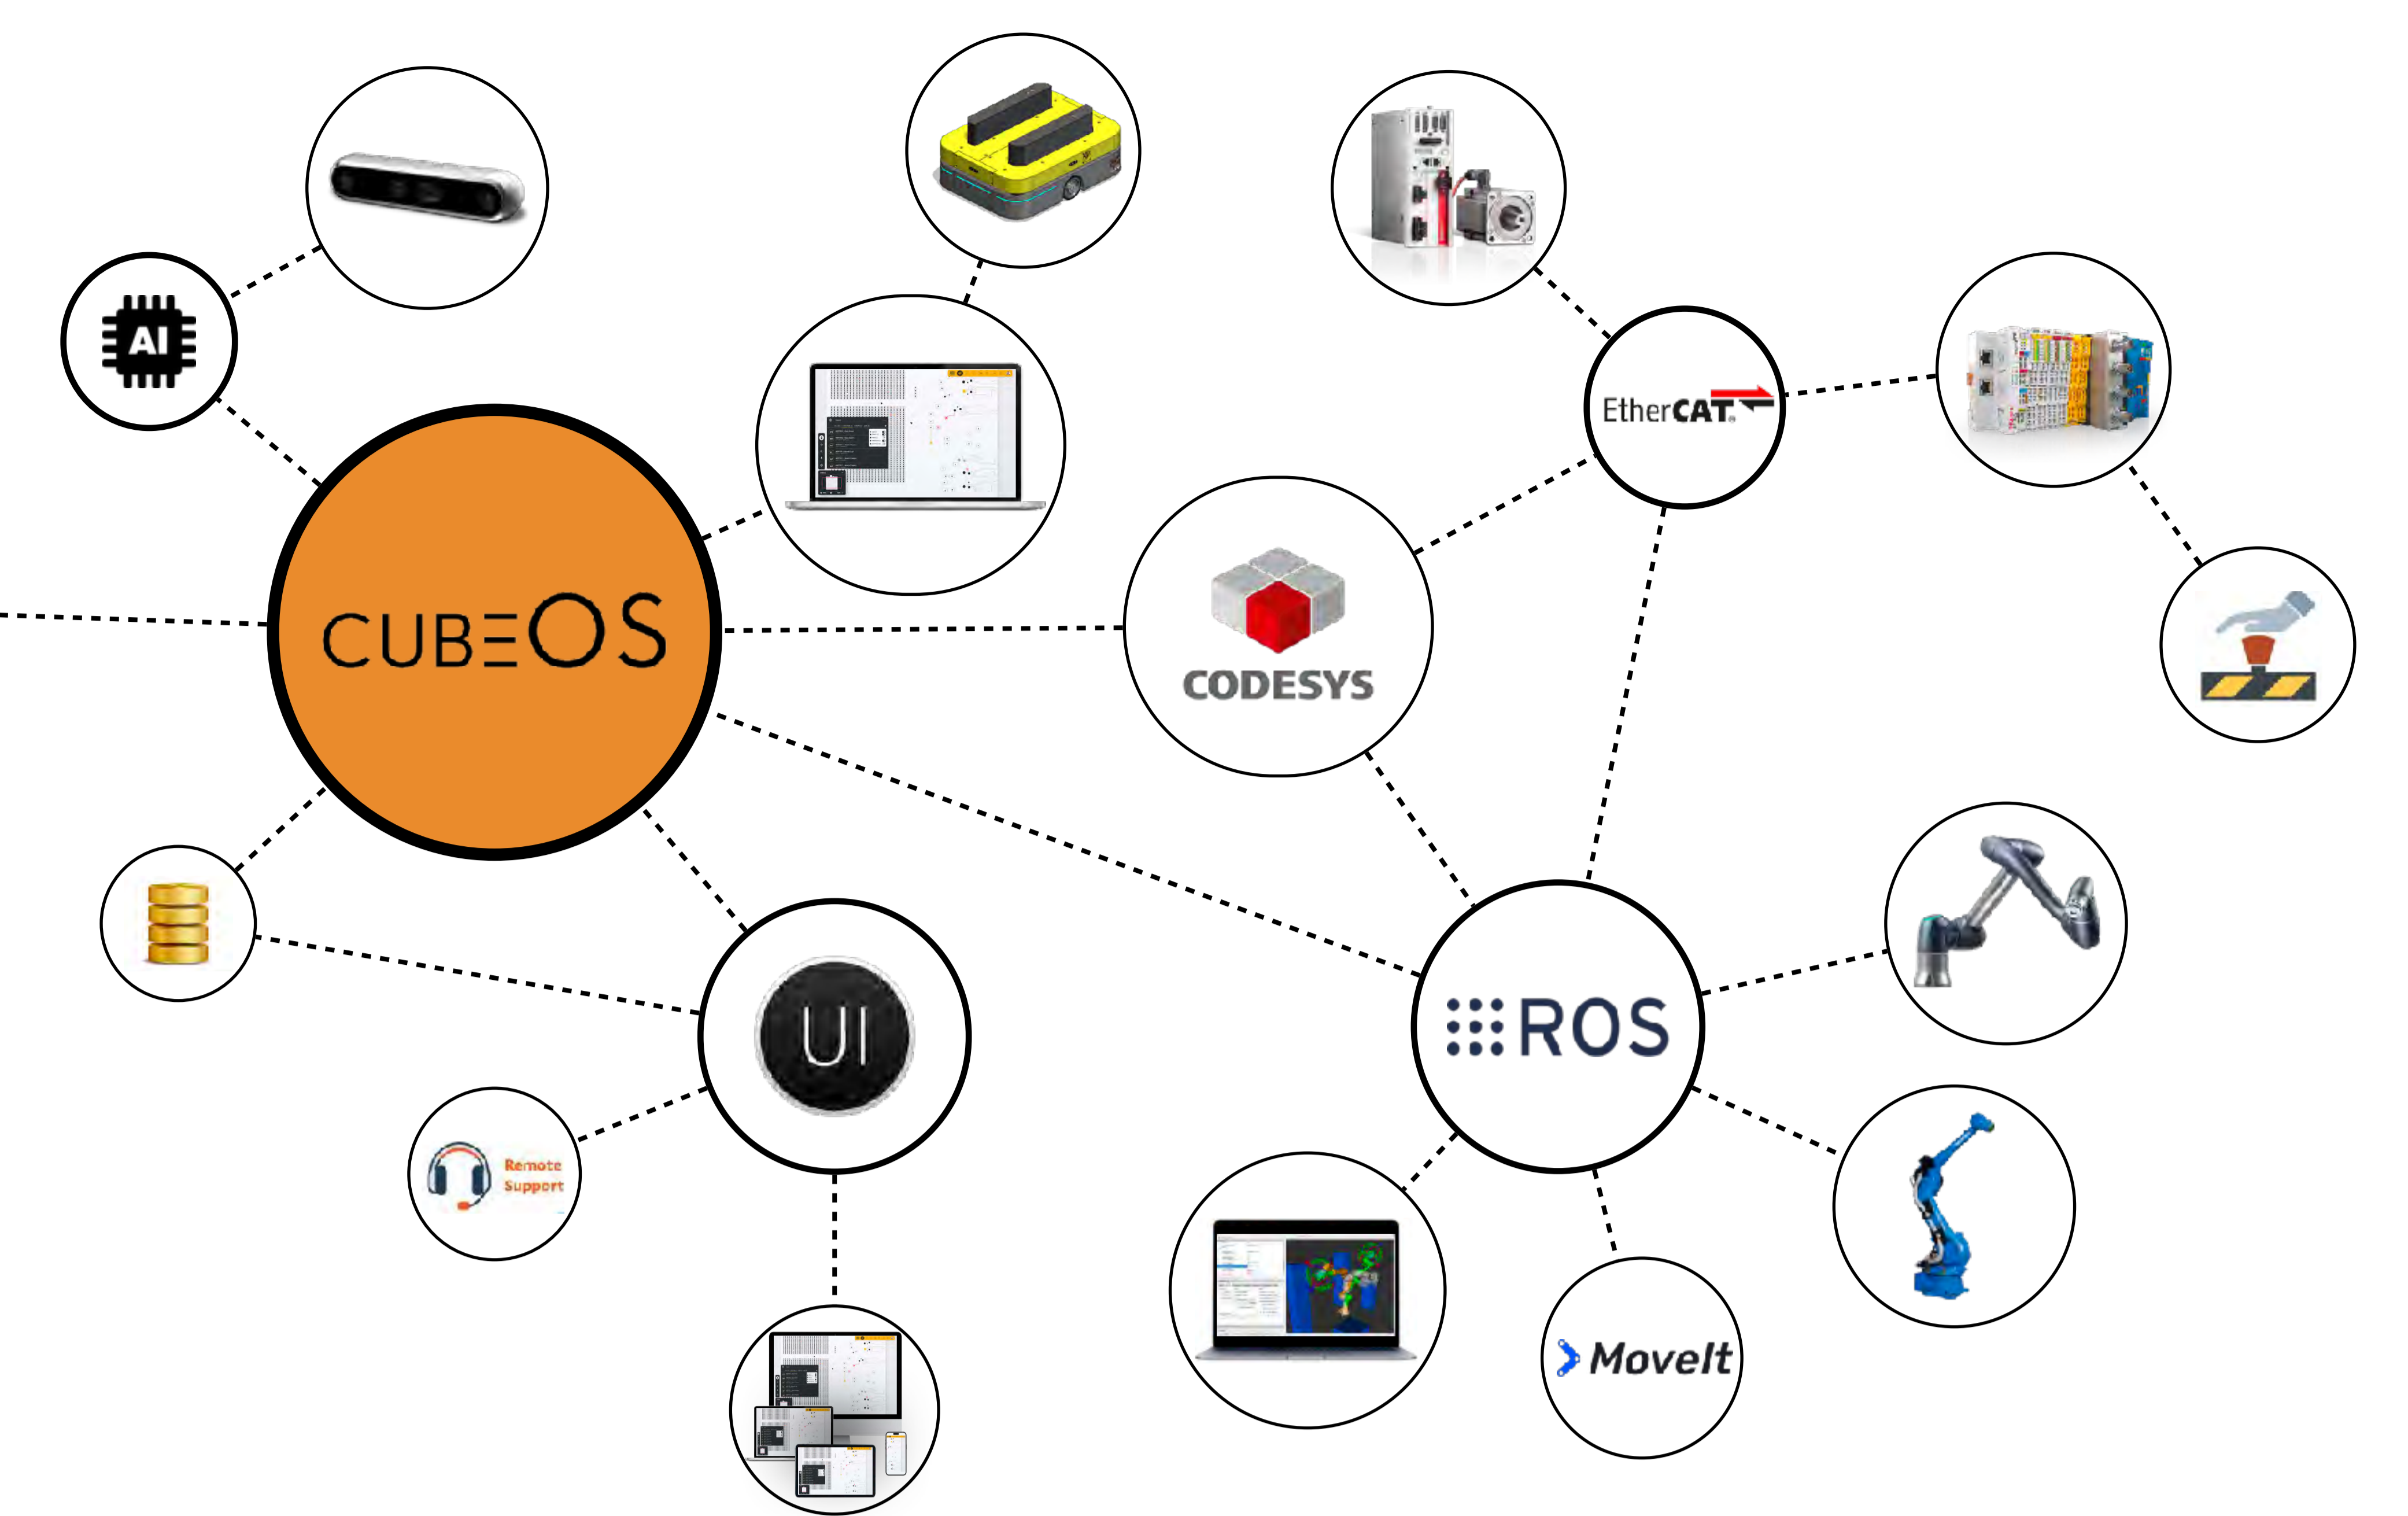 AI
EtherCAT®
CUBEOS
CODESYS
UI
ROS
Remote
Support
MoveIt